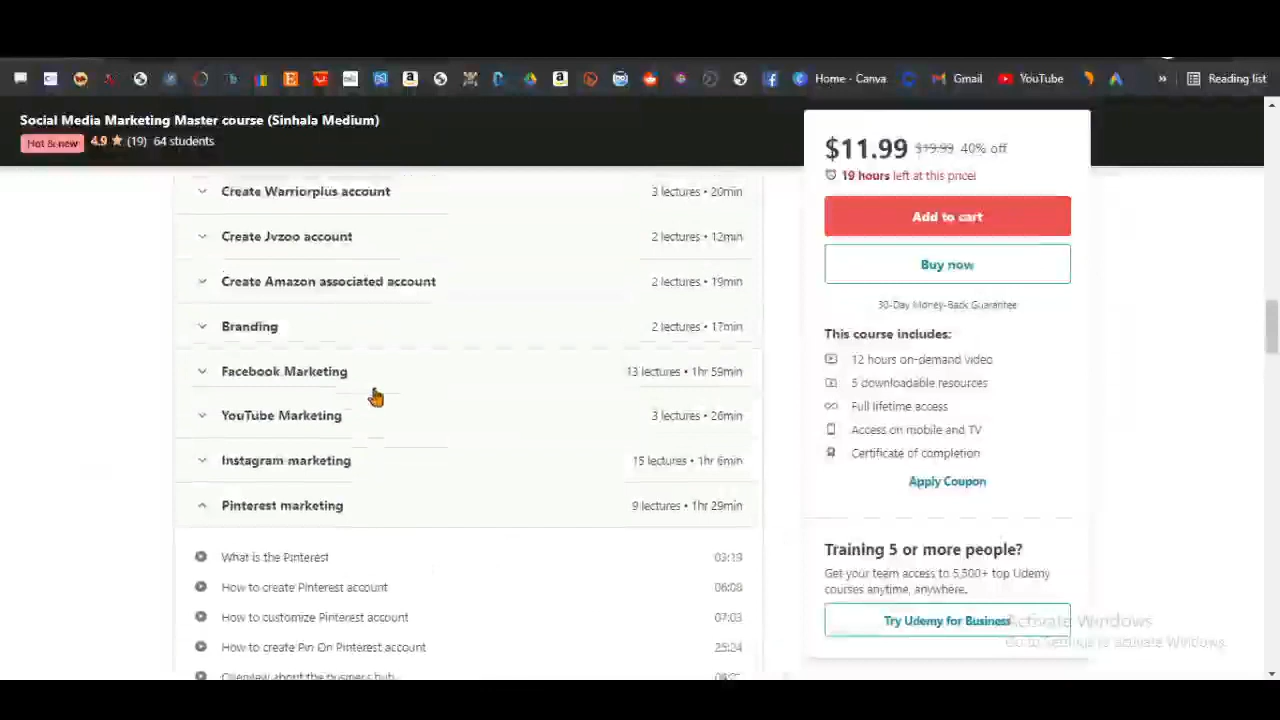 Home - Canva
Gmail
YouTube
»
Reading list
Social Media Marketing Master course (Sinhala Medium)
Hot & new 4.9 ★ (19) 64 students
Create Warriorplus account 3 lectures • 20min
Create Jvzoo account 2 lectures • 12min
Create Amazon associated account 2 lectures • 19min
Branding 2 lectures • 17min
Facebook Marketing 13 lectures • 1hr 59min
YouTube Marketing 3 lectures • 26min
Instagram marketing 15 lectures • 1hr 6min
Pinterest marketing 9 lectures • 1hr 29min
What is the Pinterest 03:19
How to create Pinterest account 06:08
How to customize Pinterest account 07:03
How to create Pin On Pinterest account 25:24
Overview about the business hub
$11.99 $19.99 40% off
19 hours left at this price!
Add to cart
Buy now
30-Day Money-Back Guarantee
This course includes:
12 hours on-demand video
5 downloadable resources
Full lifetime access
Access on mobile and TV
Certificate of completion
Apply Coupon
Training 5 or more people?
Get your team access to 5,500+ top Udemy
courses anytime, anywhere.
Try Udemy for Business
Activate Windows
Go to Settings to activate Windows.